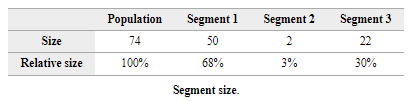 Population Segment 1 Segment 2 Segment 3
Size 74 50 2 22
Relative size 100% 68% 3% 30%
Segment size.